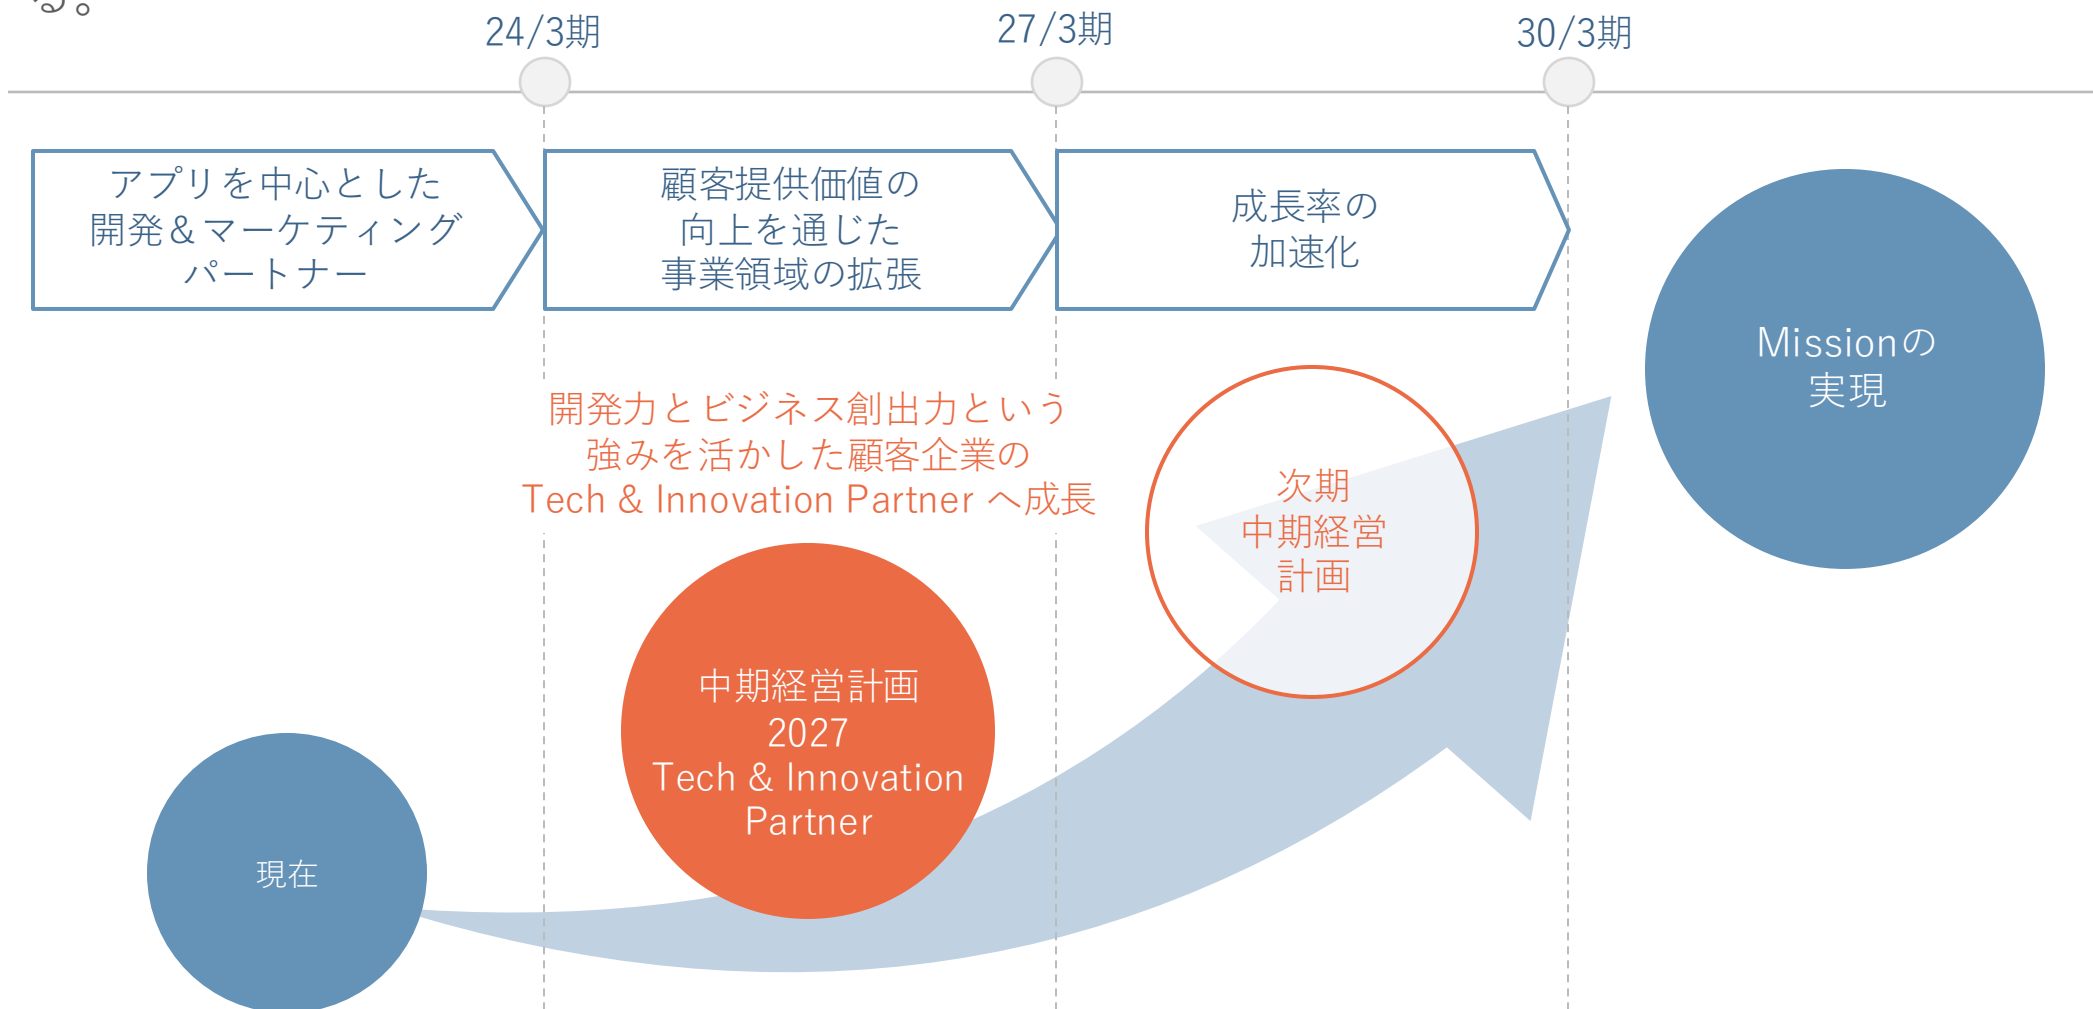 る。
24/3期
27/3期
30/3期
アプリを中心とした
開発＆マーケティング
パートナー
顧客提供価値の
向上を通じた
事業領域の拡張
成長率の
加速化
Missionの
実現
開発力とビジネス創出力という
強みを活かした顧客企業の
Tech & Innovation Partner へ成長
次期
中期経営
計画
中期経営計画
2027
Tech & Innovation
Partner
現在